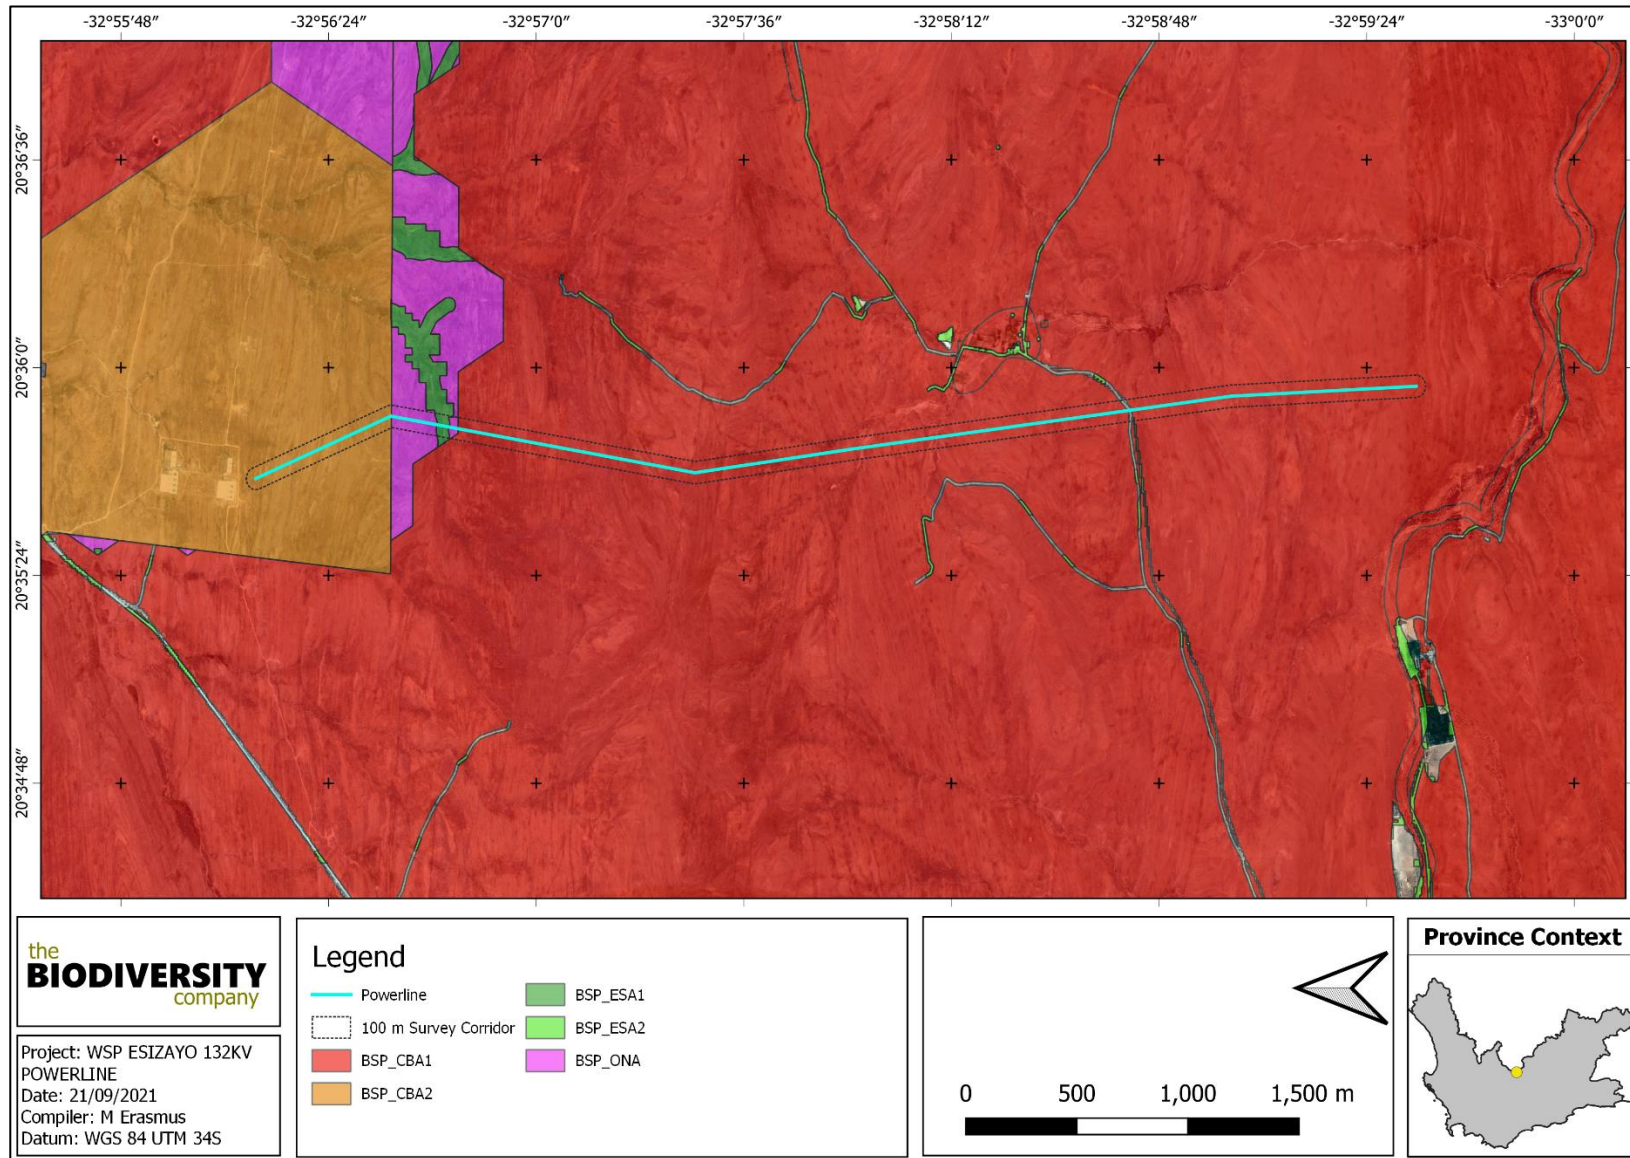 -32°55′48″ -32°56′24″ -32°57′0″ -32°57′36″ -32°58′12″ -32°58′48″ -32°59′24″ -33°0′0″
20°36′36″
20°36′0″
20°35′24″
20°34′48″
the
BIODIVERSITY
company
Project: WSP ESIZAYO 132KV
POWERLINE
Date: 21/09/2021
Compiler: M Erasmus
Datum: WGS 84 UTM 34S
Legend
Powerline
100 m Survey Corridor
BSP_CBA1
BSP_CBA2
BSP_ESA1
BSP_ESA2
BSP_ONA
0 500 1,000 1,500 m
Province Context